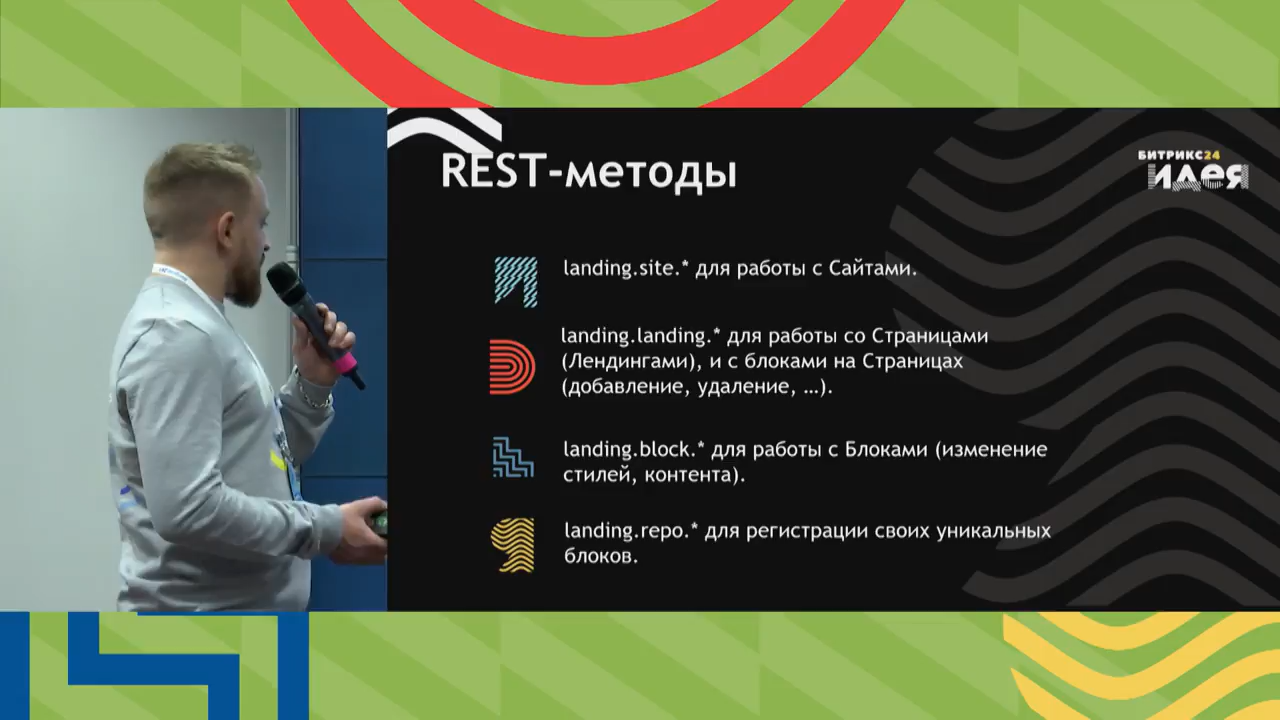 REST-методы
БИТРИКС24
идея
landing.site.* для работы с Сайтами.
landing.landing.* для работы со Страницами
(Лендингами), и с блоками на Страницах
(добавление, удаление, …).
landing.block.* для работы с Блоками (изменение
стилей, контента).
landing.repo.* для регистрации своих уникальных
блоков.